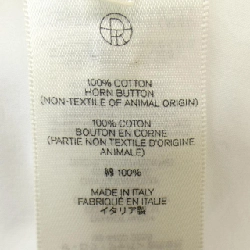 100% COTTON
HORN BUTTON
(NON-TEXTILE OF ANIMAL ORIGIN)
100% COTON
BOUTON EN CORNE
(PARTIE NON TEXTILE D'ORIGINE
ANIMALE)
綿 100%
MADE IN ITALY
FABRIQUÉ EN ITALIE
イタリア製